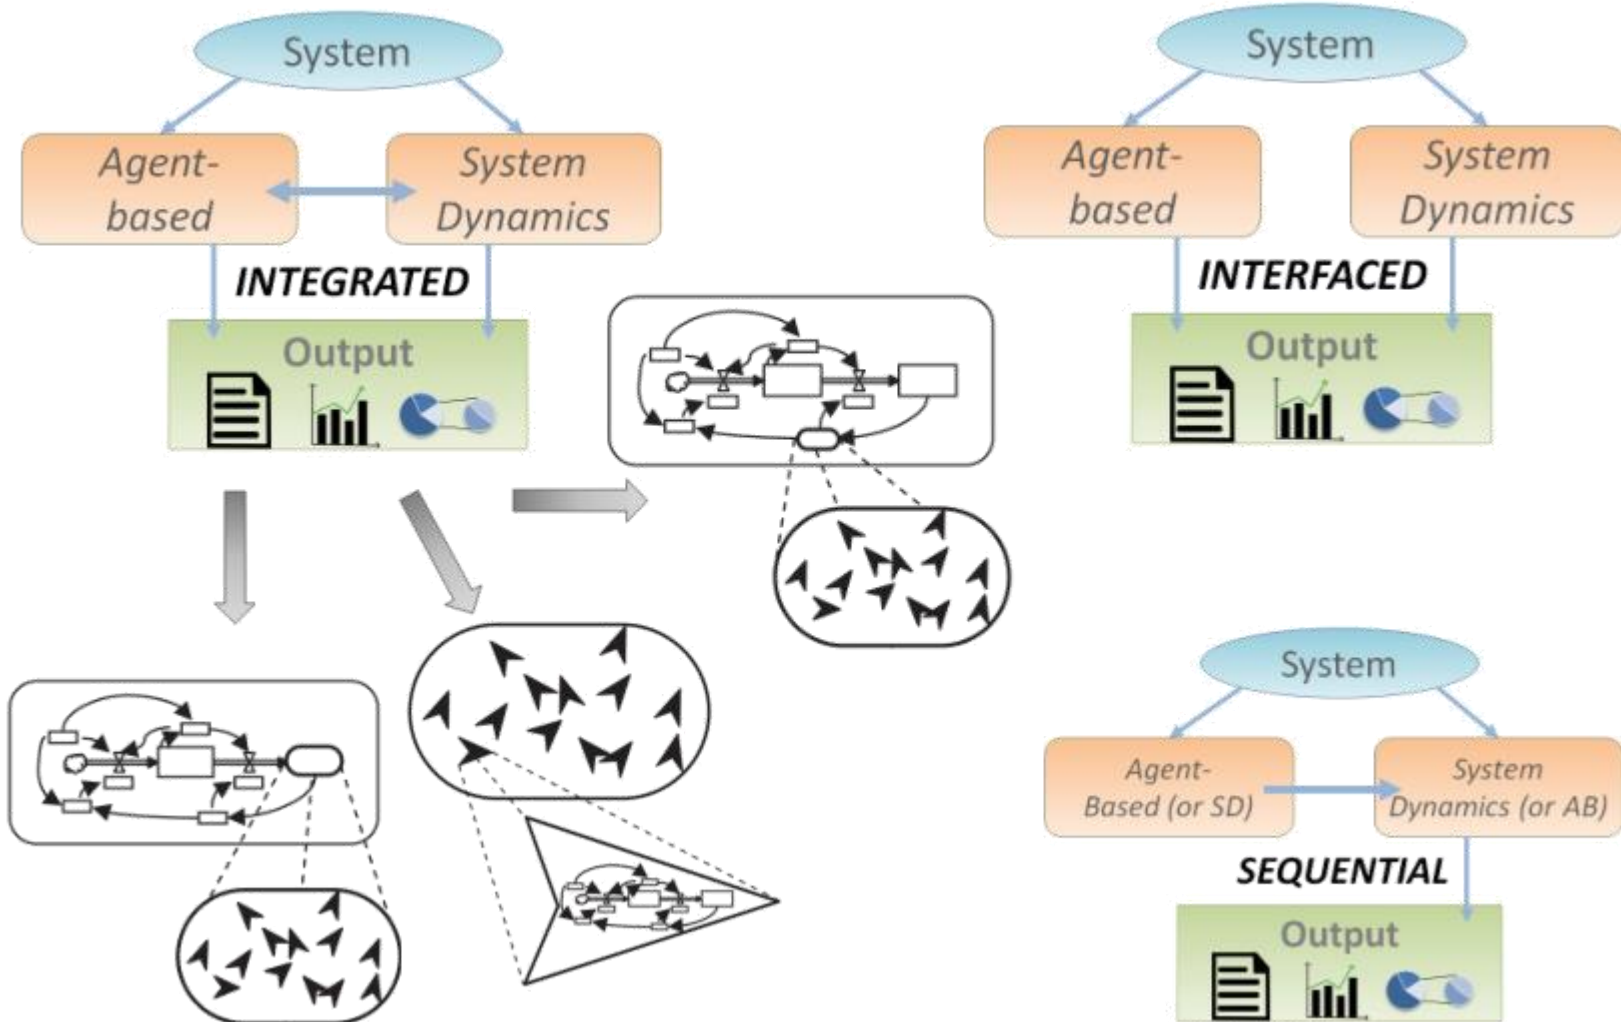 System
Agent-
based
System
Dynamics
INTEGRATED
Output
System
Agent-
based
System
Dynamics
INTERFACED
Output
System
Agent-
Based (or SD)
System
Dynamics (or AB)
SEQUENTIAL
Output